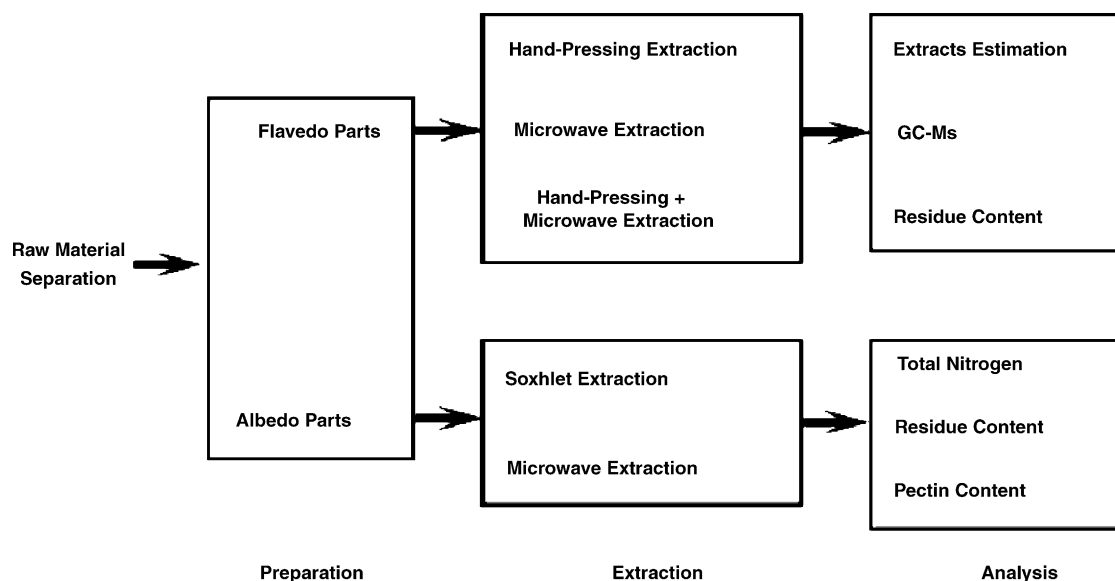 Raw Material
Separation
Flavedo Parts
Albedo Parts
Hand-Pressing Extraction
Microwave Extraction
Hand-Pressing +
Microwave Extraction
Soxhlet Extraction
Microwave Extraction
Extracts Estimation
GC-Ms
Residue Content
Total Nitrogen
Residue Content
Pectin Content
Preparation
Extraction
Analysis